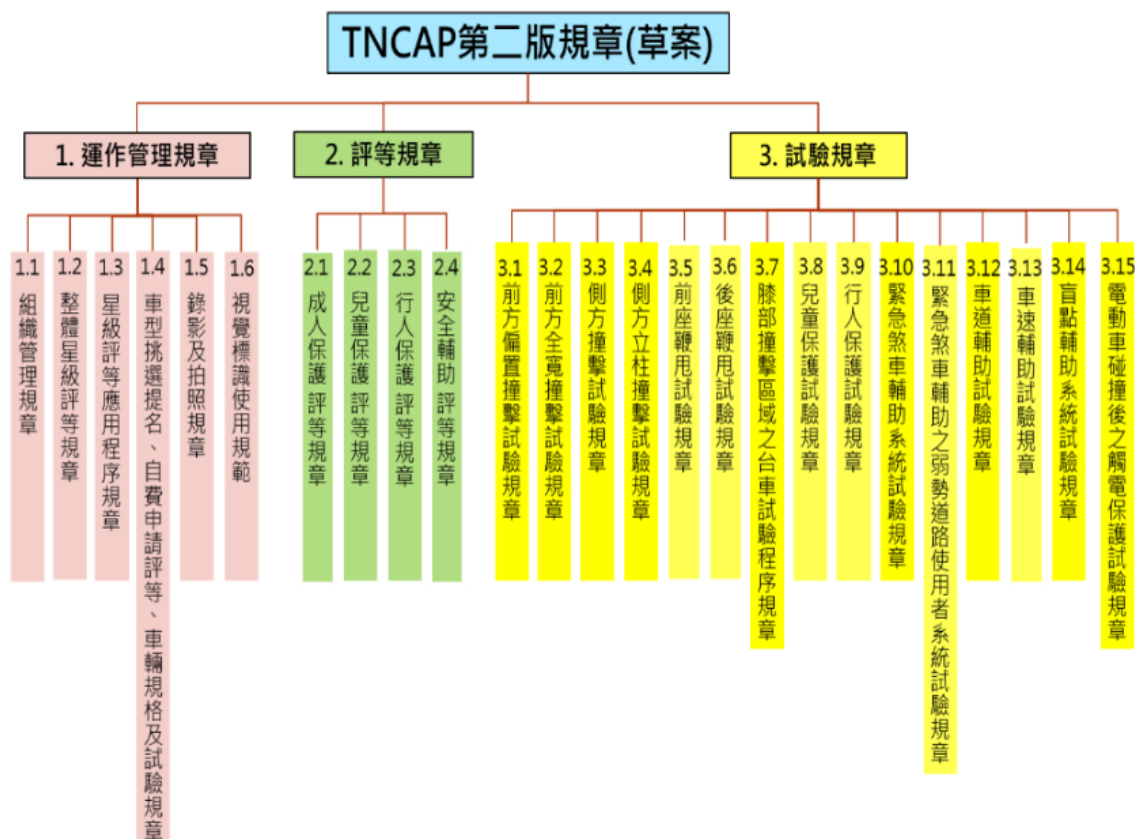 TNCAP第二版規章(草案)
1. 運作管理規章
2. 評等規章
3. 試驗規章
1.1 組織管理規章
1.2 整體星級評等規章
1.3 星級評等應用程序規章
1.4 車型挑選提名、自費申請評等、車輛規格及試驗規章
1.5 錄影及拍照規章
1.6 視覺標識使用規範
2.1 成人保護 評等規章
2.2 兒童保護 評等規章
2.3 行人保護 評等規章
2.4 安全輔助 評等規章
3.1 前方偏置撞擊試驗規章
3.2 前方全寬撞擊試驗規章
3.3 側方撞擊試驗規章
3.4 側方立柱撞擊試驗規章
3.5 前座鞭甩試驗規章
3.6 後座鞭甩試驗規章
3.7 膝部撞擊區域之台車試驗程序規章
3.8 兒童保護試驗規章
3.9 行人保護試驗規章
3.10 緊急煞車輔助系統試驗規章
3.11 緊急煞車輔助之弱勢道路使用者系統試驗規章
3.12 車道輔助試驗規章
3.13 車速輔助試驗規章
3.14 盲點輔助系統試驗規章
3.15 電動車碰撞後之觸電保護試驗規章